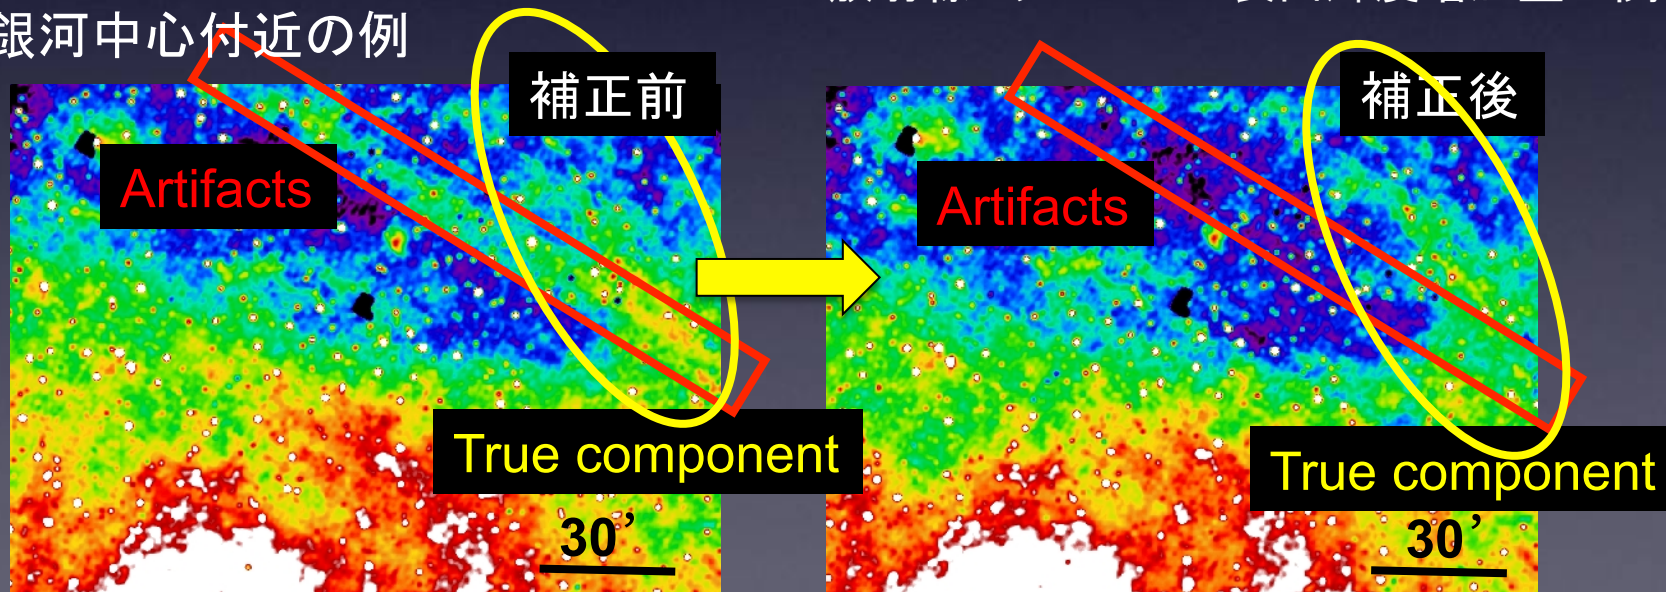 銀河中心付近の例
補正前
補正後
Artifacts
Artifacts
True component
True component
30’
30’